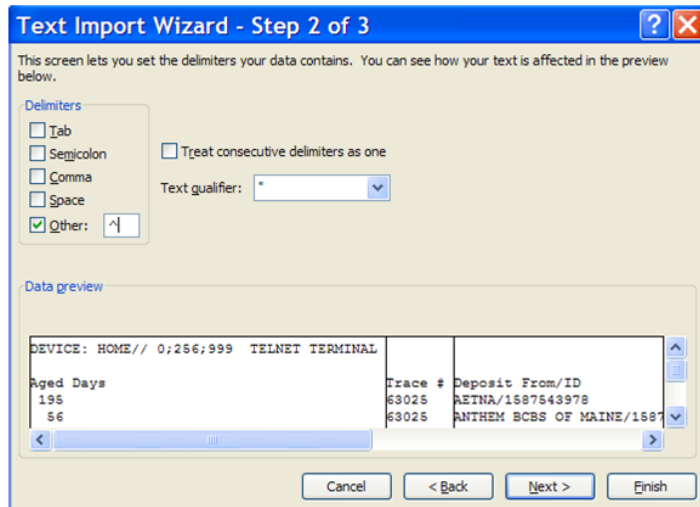 Text Import Wizard - Step 2 of 3
This screen lets you set the delimiters your data contains. You can see how your text is affected in the preview
below.
Delimiters
Tab
Semicolon
Comma
Space
Other: ^
Treat consecutive delimiters as one
Text qualifier: "
Data preview
DEVICE: HOME// 0;256;999 TELNET TERMINAL
Aged Days Trace # Deposit From/ID
195 63025 AETNA/1587543978
56 63025 ANTHEM BCBS OF MAINE/1587
Cancel < Back Next > Finish